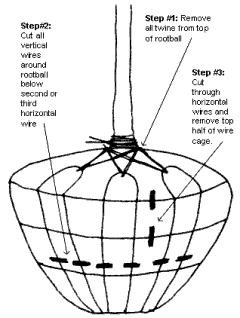 Step #1: Remove
all twine from top
of rootball
Step#2:
Cut all
vertical
wires
around
rootball
below
second or
third
horizontal
wire
Step #3:
Cut
through
horizontal
wires and
remove top
half of wire
cage.